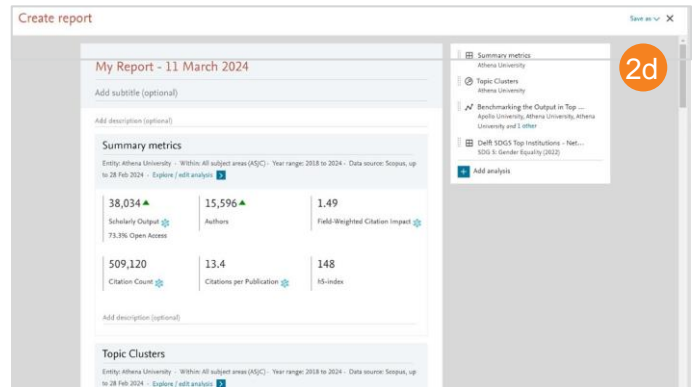 Create report
Save as
My Report - 11 March 2024
Add subtitle (optional)
Add description (optional)
Summary metrics
Entity: Athena University - Within: All subject areas (ASJC) - Year range: 2018 to 2024 - Data source: Scopus, up
to 28 Feb 2024 - Explore / edit analysis
38,034
Scholarly Output
73.3% Open Access
15,596
Authors
1.49
Field-Weighted Citation Impact
509,120
Citation Count
13.4
Citations per Publication
148
h5-index
Add description (optional)
Topic Clusters
Entity: Athena University - Within: All subject areas (ASJC) - Year range: 2018 to 2024 - Data source: Scopus, up
to 28 Feb 2024 - Explore / edit analysis
Summary metrics
Athena University
Topic Clusters
Athena University
Benchmarking the Output in Top ...
Apollo University, Athena University, Athena
University and 1 other
Delft SDG5 Top Institutions - Net...
SDG 5: Gender Equality (2022)
Add analysis
2d